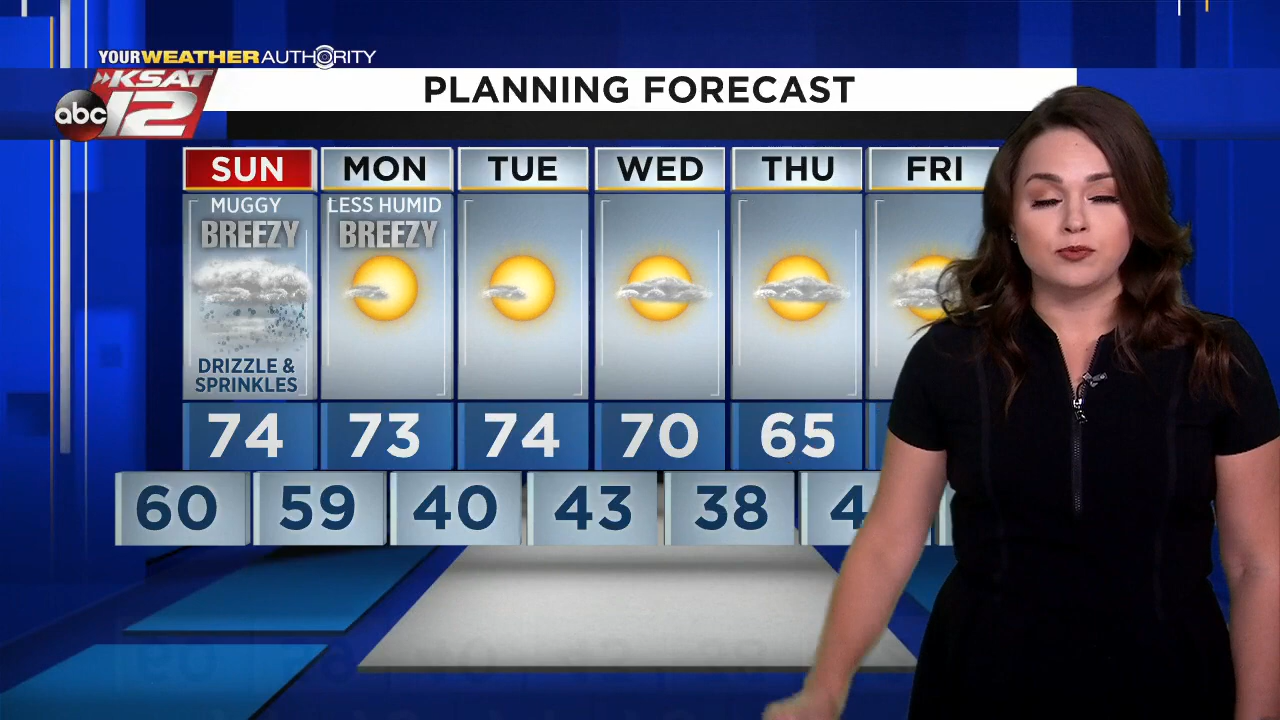 YOURWEATHERAUTHORITY
KSAT
abc 12
PLANNING FORECAST
SUN MON TUE WED THU FRI
MUGGY LESS HUMID
BREEZY BREEZY
DRIZZLE &
SPRINKLES
74 73 74 70 65
60 59 40 43 38 4